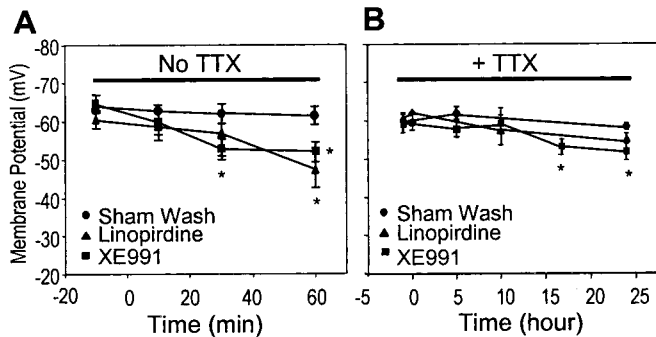 A
B
Membrane Potential (mV)
-80
-70
-60
-50
-40
-30
-20
No TTX
*
*
*
Sham Wash
Linopirdine
XE991
-20
0
20
40
60
80
Time (min)
+ TTX
*
*
Sham Wash
Linopirdine
XE991
0
5
10
15
20
25
Time (hour)